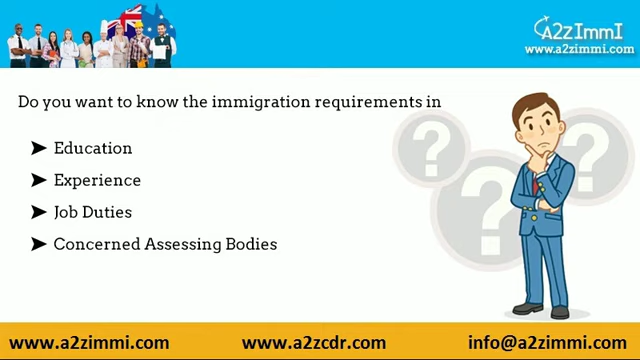 A2zImmI
www.a2zimmi.com
Do you want to know the immigration requirements in
➤ Education
➤ Experience
➤ Job Duties
➤ Concerned Assessing Bodies
? ? ?
www.a2zimmi.com www.a2zcdr.com info@a2zimmi.com